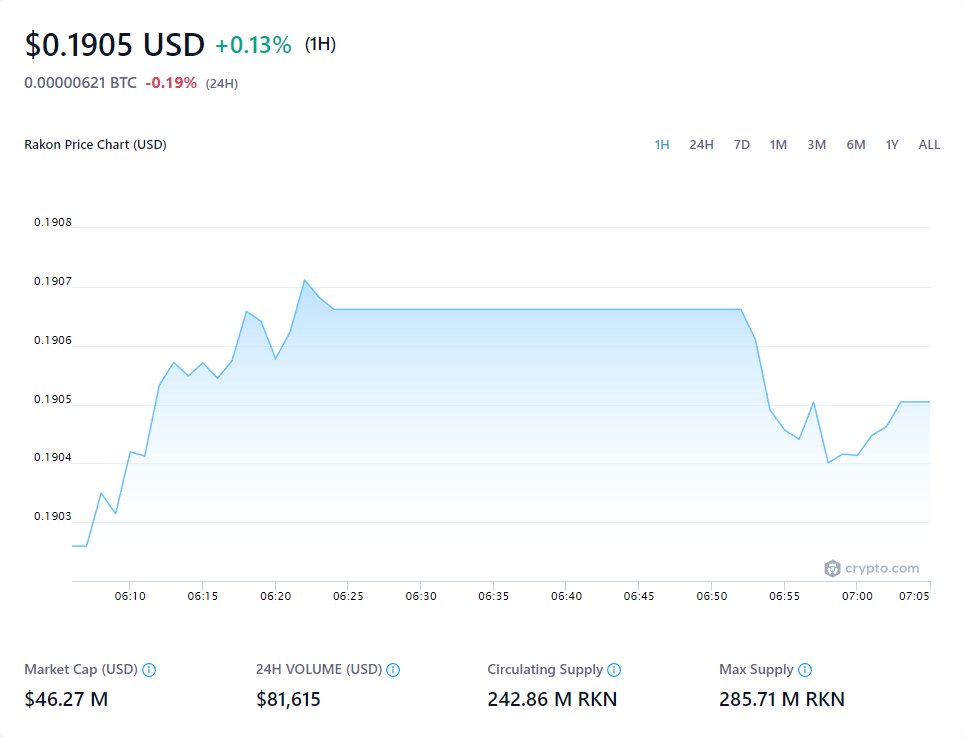 $0.1905 USD +0.13% (1H)
0.00000621 BTC -0.19% (24H)
Rakon Price Chart (USD) 1H 24H 7D 1M 3M 6M 1Y ALL
0.1908
0.1907
0.1906
0.1905
0.1904
0.1903
crypto.com
06:10 06:15 06:20 06:25 06:30 06:35 06:40 06:45 06:50 06:55 07:00 07:05
Market Cap (USD) 24H VOLUME (USD) Circulating Supply Max Supply
$46.27 M $81,615 242.86 M RKN 285.71 M RKN